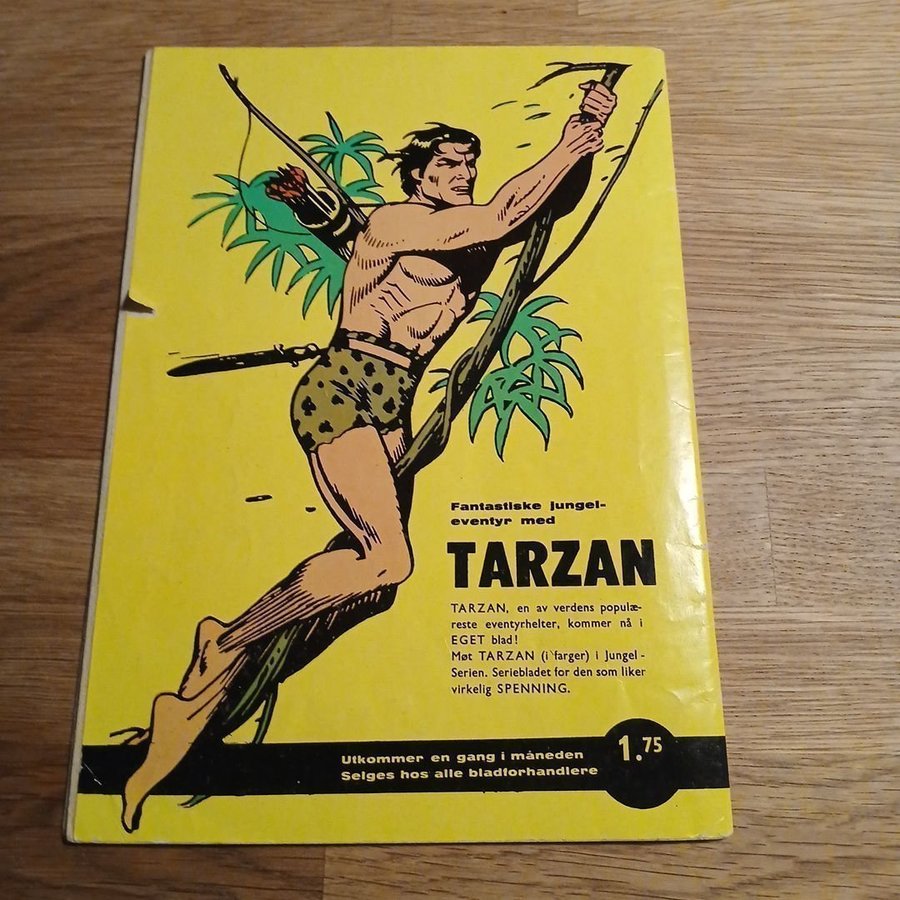 Fantastiske jungel-
eventyr med
TARZAN
TARZAN, en av verdens populæ-
reste eventyrhelter, kommer nå i
EGET blad!
Møt TARZAN (i farger) i Jungel-
Serien. Seriebladet for den som liker
virkelig SPENNING.
Utkommer en gang i måneden
Selges hos alle bladforhandlere
1.75